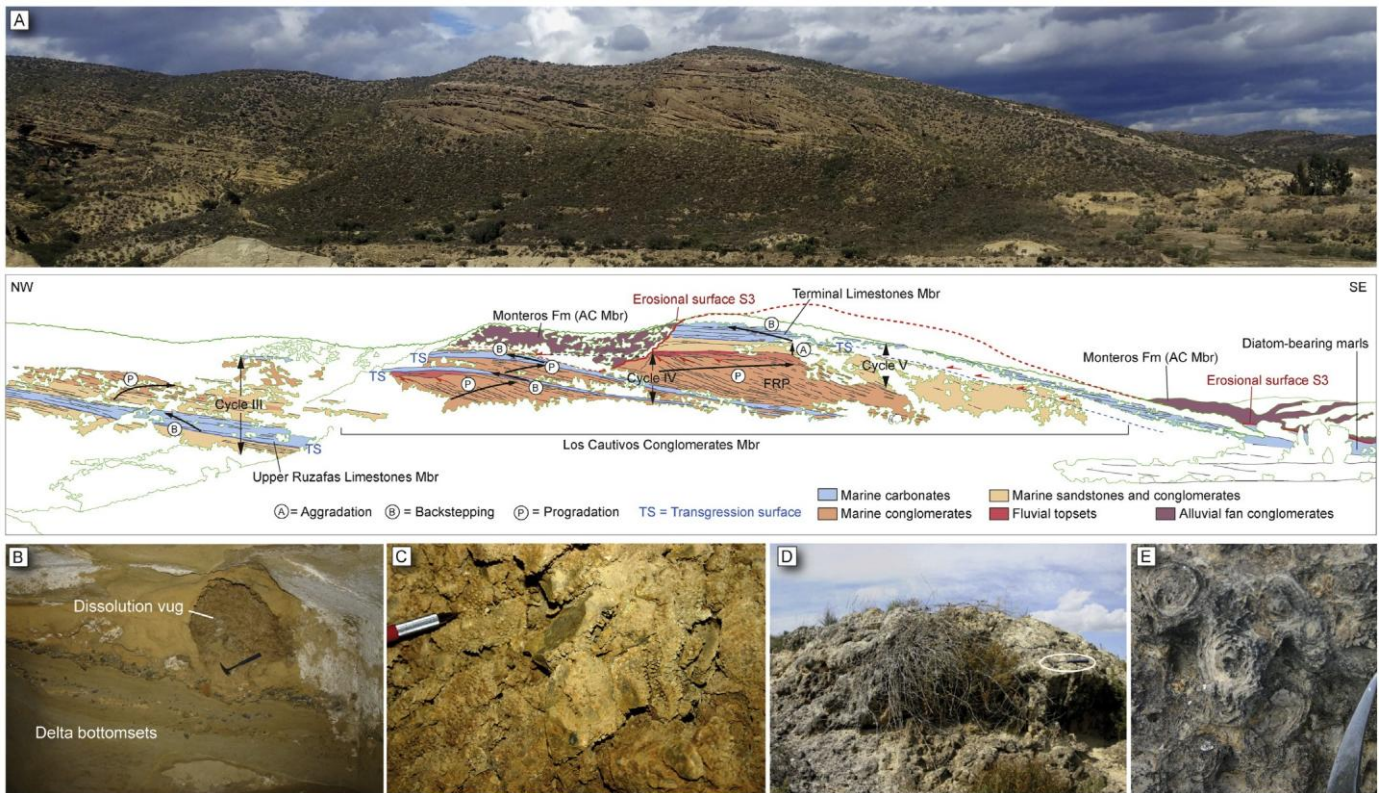 A
NW
SE
Erosional surface S3
Terminal Limestones Mbr
Monteros Fm (AC Mbr)
B
Diatom-bearing marls
TS
B
A
TS
Monteros Fm (AC Mbr)
Cycle V
P
P
Erosional surface S3
TS
Cycle IV
P
FRP
P
B
Cycle III
B
TS
Los Cautivos Conglomerates Mbr
Upper Ruzafas Limestones Mbr
A = Aggradation B = Backstepping P = Progradation TS = Transgression surface
Marine carbonates Marine sandstones and conglomerates
Marine conglomerates Fluvial topsets Alluvial fan conglomerates
B
Dissolution vug
Delta bottomsets
C
D
E